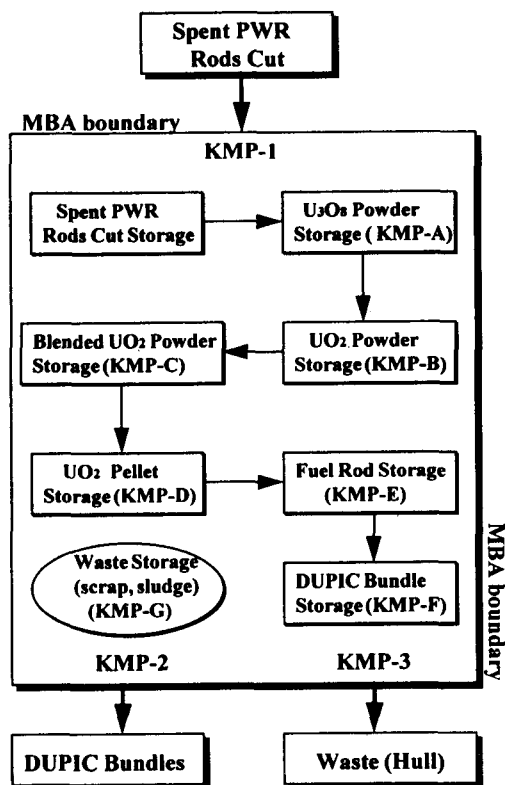 Spent PWR
Rods Cut
MBA boundary
KMP-1
Spent PWR
Rods Cut Storage
U3O8 Powder
Storage ( KMP-A)
Blended UO2 Powder
Storage (KMP-C)
UO2 Powder
Storage (KMP-B)
UO2 Pellet
Storage (KMP-D)
Fuel Rod Storage
(KMP-E)
Waste Storage
(scrap, sludge)
(KMP-G)
DUPIC Bundle
Storage (KMP-F)
MBA boundary
KMP-2
KMP-3
DUPIC Bundles
Waste (Hull)